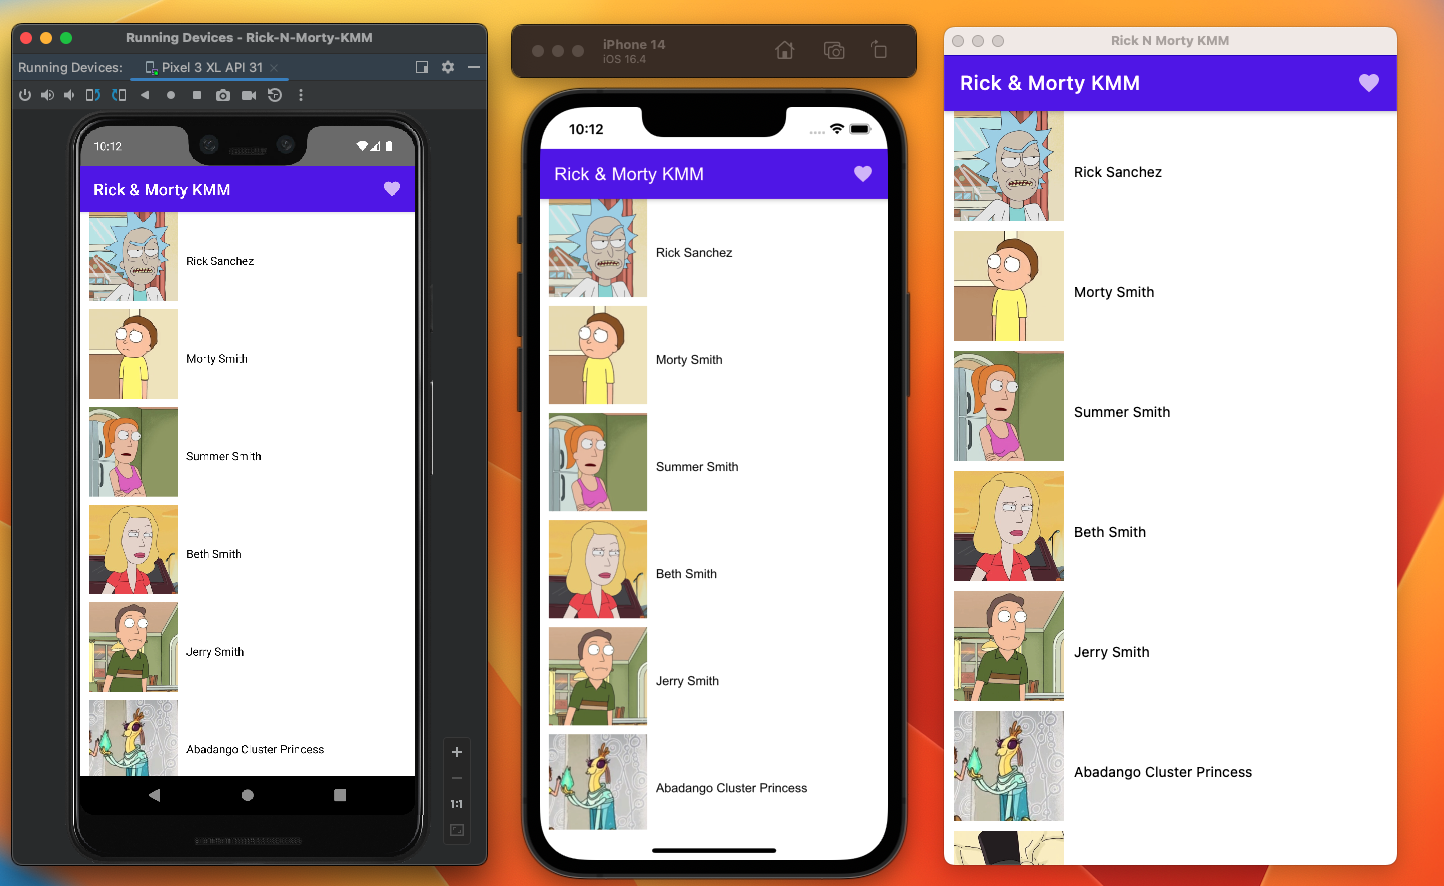 Running Devices - Rick-N-Morty-KMM
Running Devices:
Pixel 3 XL API 31
10:12
Rick & Morty KMM
Rick Sanchez
Morty Smith
Summer Smith
Beth Smith
Jerry Smith
Abadango Cluster Princess
1:1
iPhone 14
iOS 16.4
10:12
Rick & Morty KMM
Rick Sanchez
Morty Smith
Summer Smith
Beth Smith
Jerry Smith
Abadango Cluster Princess
Rick N Morty KMM
Rick & Morty KMM
Rick Sanchez
Morty Smith
Summer Smith
Beth Smith
Jerry Smith
Abadango Cluster Princess